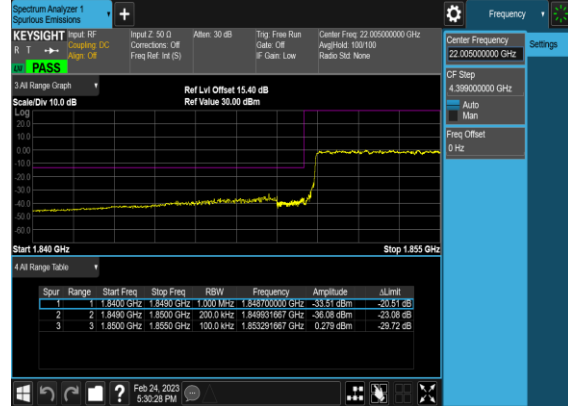 Spectrum Analyzer 1
Spurious Emissions
Frequency
KEYSIGHT Input: RF Input Z: 50 Ω Atten: 30 dB Trig: Free Run Center Freq: 22.005000000 GHz
R T Coupling: DC Corrections: Off Gate: Off Avg|Hold: 100/100
Align: Off Freq Ref: Int (S) IF Gain: Low Radio Std: None
PASS
Center Frequency
22.005000000 GHz
Settings
CF Step
4.399000000 GHz
Auto
Man
Freq Offset
0 Hz
3 All Range Graph
Ref Lvl Offset 15.40 dB
Scale/Div 10.0 dB Ref Value 30.00 dBm
Log
20.0
10.0
0.00
-10.0
-20.0
-30.0
-40.0
-50.0
-60.0
Start 1.840 GHz Stop 1.855 GHz
4 All Range Table
Spur Range Start Freq Stop Freq RBW Frequency Amplitude ΔLimit
1 1 1.8400 GHz 1.8490 GHz 1.000 MHz 1.848700000 GHz -33.51 dBm -20.51 dB
2 2 1.8490 GHz 1.8500 GHz 200.0 kHz 1.849931667 GHz -36.08 dBm -23.08 dB
3 3 1.8500 GHz 1.8550 GHz 100.0 kHz 1.853291667 GHz 0.279 dBm -29.72 dB
? Feb 24, 2023
5:30:28 PM